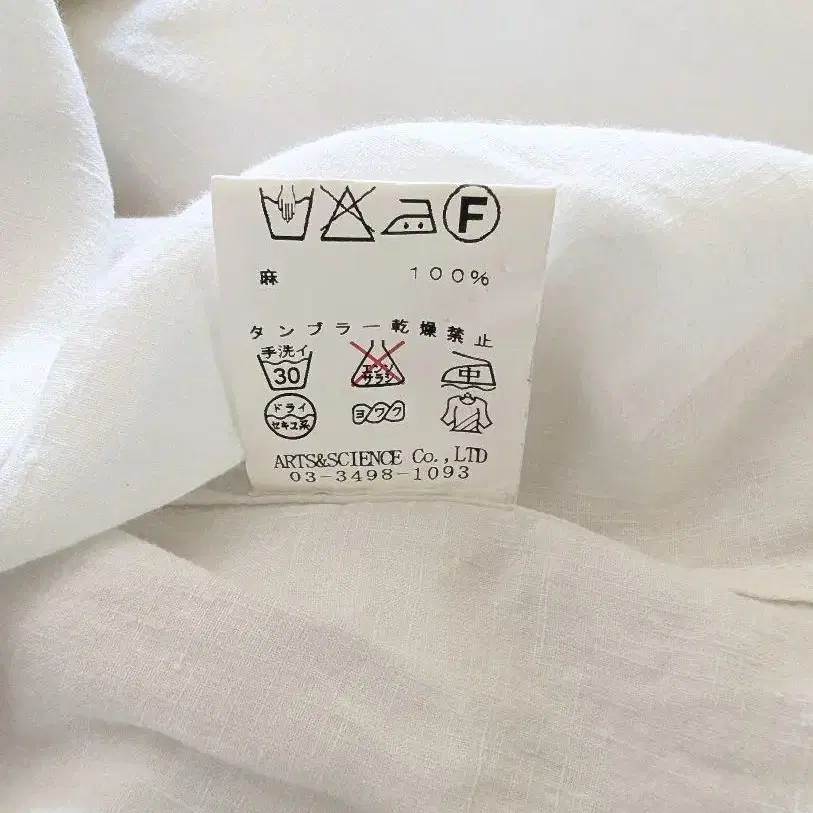 F
麻 100%
タンブラー乾燥禁止
手洗イ
30
エンソ
サラシ
中
ドライ
セキユ系
ヨワク
ARTS&SCIENCE Co.,LTD
03-3498-1093